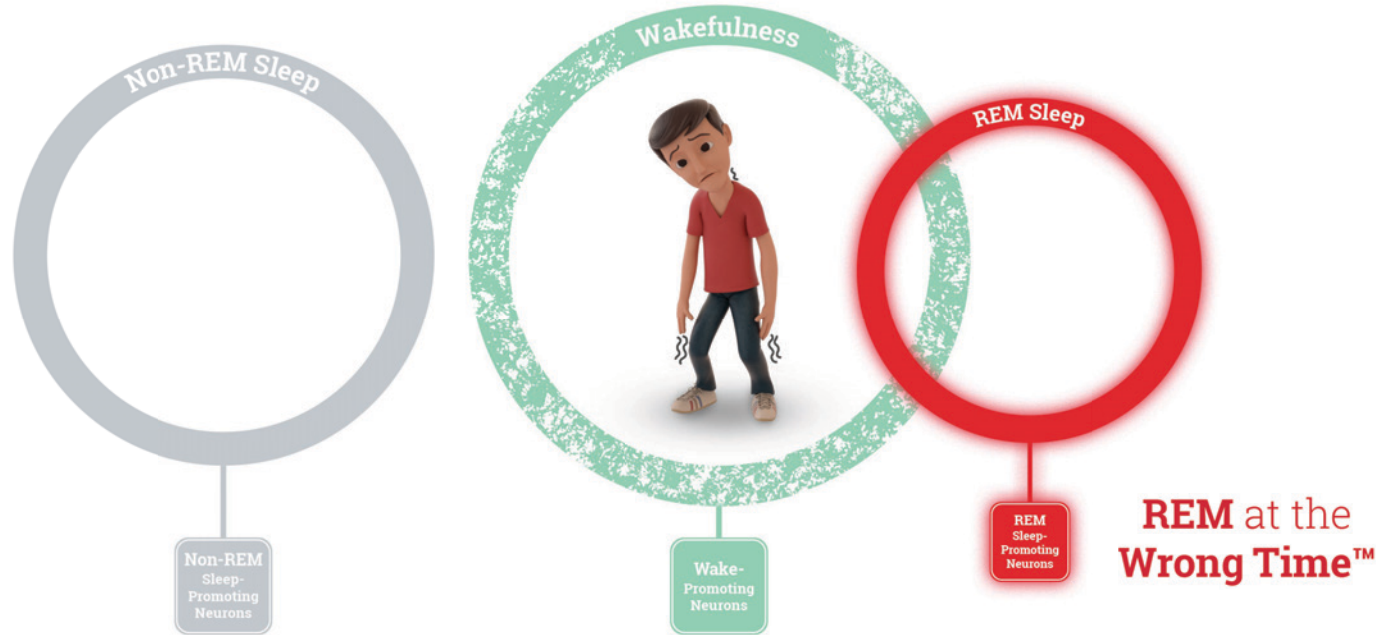 Non-REM Sleep
Wakefulness
REM Sleep
Non-REM
Sleep-
Promoting
Neurons
Wake-
Promoting
Neurons
REM
Sleep-
Promoting
Neurons
REM at the
Wrong Time™